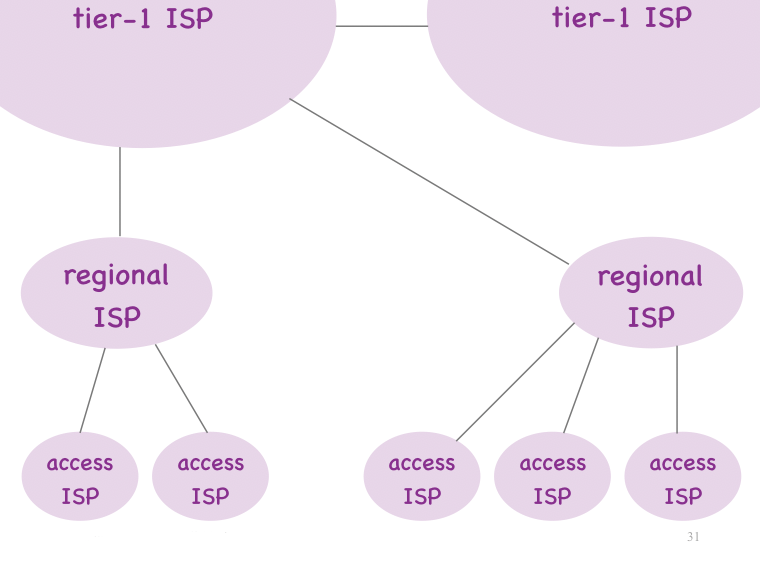 tier-1 ISP
tier-1 ISP
regional
ISP
regional
ISP
access
ISP
access
ISP
access
ISP
access
ISP
access
ISP
31